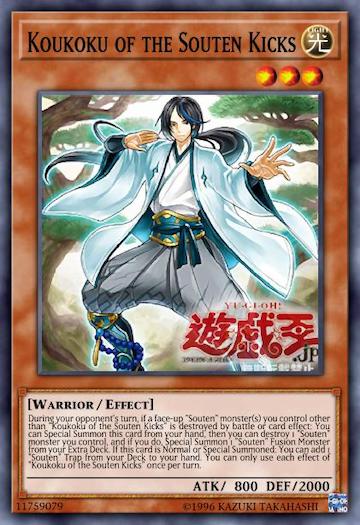 KOUKOKU OF THE SOUTEN KICKS
LIGHT
光
YU-GI-OH!
遊戯王
.jp
[WARRIOR / EFFECT]
During your opponent's turn, if a face-up "Souten" monster(s) you control other
than "Koukoku of the Souten Kicks" is destroyed by battle or card effect: You
can Special Summon this card from your hand, then you can destroy 1 "Souten"
monster you control, and if you do, Special Summon 1 "Souten" Fusion Monster
from your Extra Deck. If this card is Normal or Special Summoned: You can add 1
"Souten" Trap from your Deck to your hand. You can only use each effect of
"Koukoku of the Souten Kicks" once per turn.
ATK/ 800 DEF/2000
11759079
©1996 KAZUKI TAKAHASHI